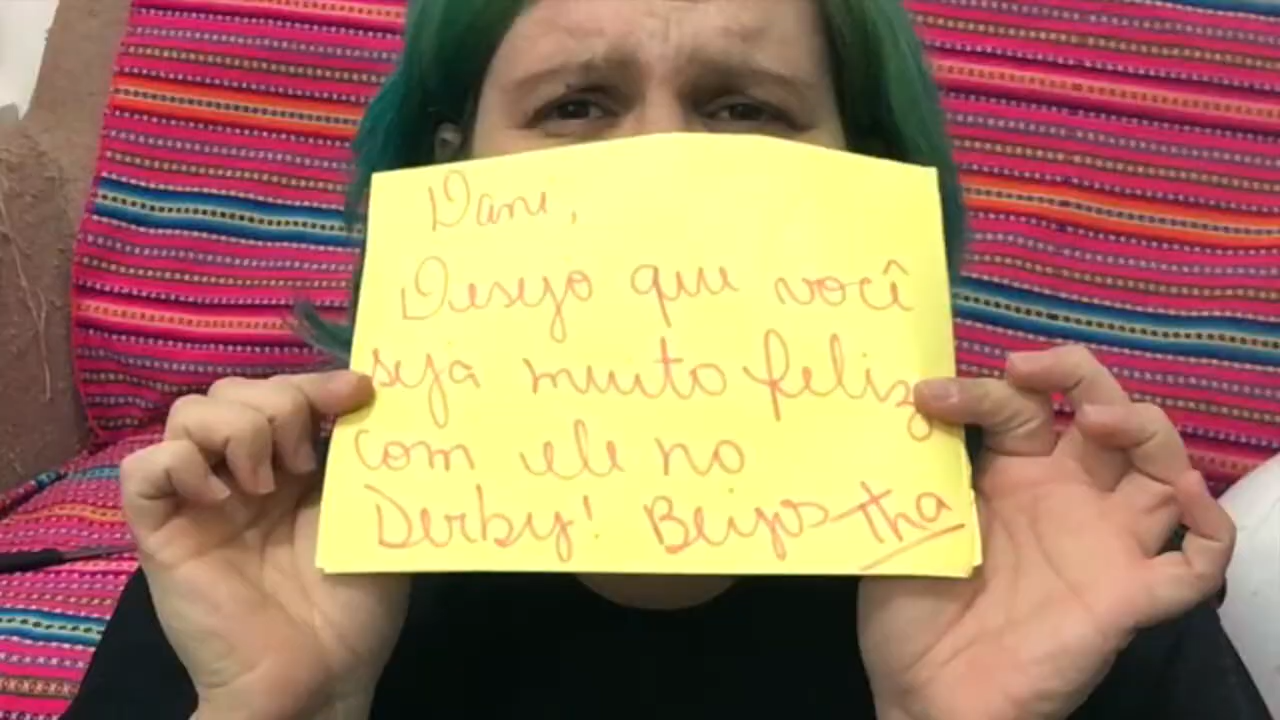 Dani,
Desejo que você
seja muito feliz
com ele no
Derby! Beijos Tha